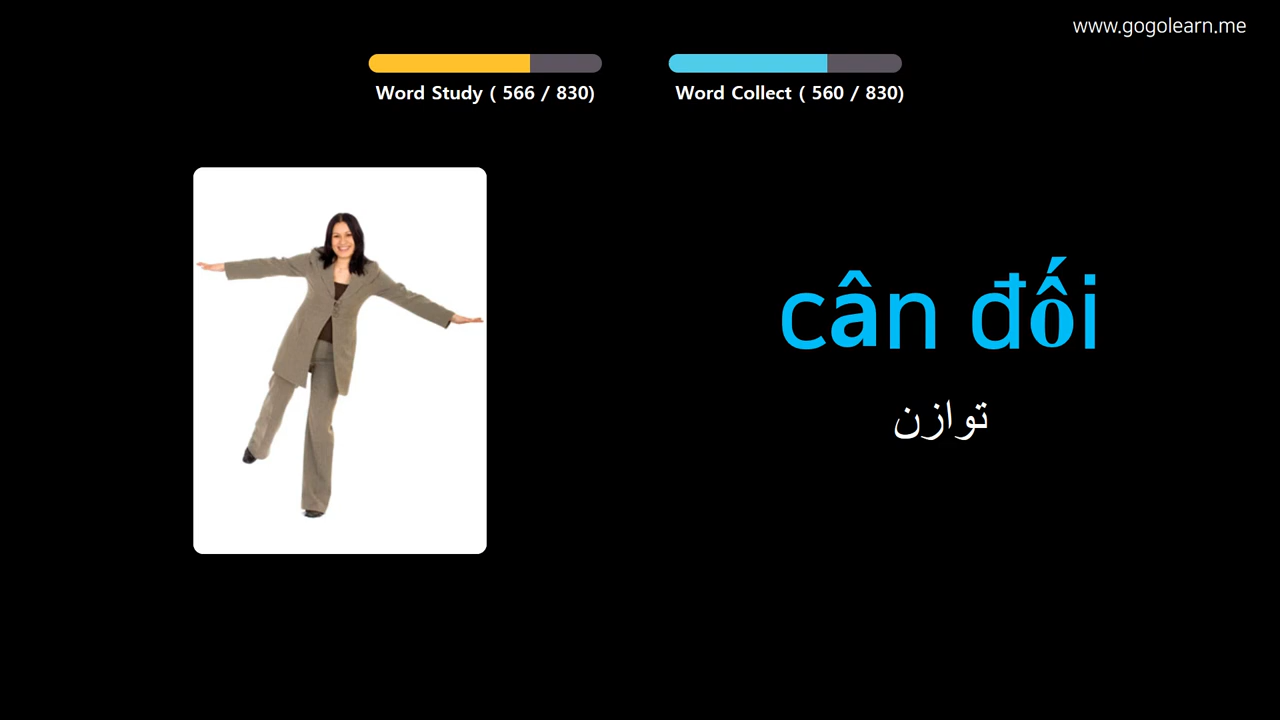 www.gogolearn.me
Word Study ( 566 / 830)
Word Collect ( 560 / 830)
cân đối
توازن